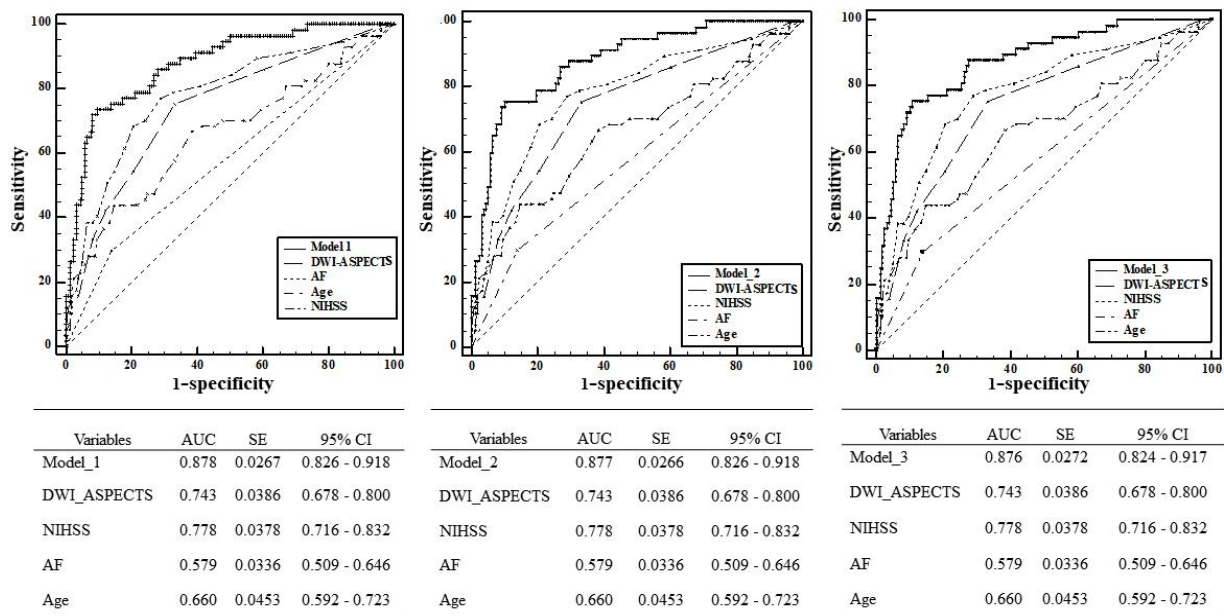 100
80
60
40
20
0
Sensitivity
Model 1
DWI-ASPECTS
AF
Age
NIHSS
0 20 40 60 80 100
1-specificity
.00
80
60
40
20
0
Sensitivity
Model_2
DWI-ASPECTS
NIHSS
AF
Age
0 20 40 60 80 100
1-specificity
100
80
60
40
20
0
Sensitivity
Model_3
DWI-ASPECTS
NIHSS
AF
Age
0 20 40 60 80 100
1-specificity
Variables AUC SE 95% CI
Model_1 0.878 0.0267 0.826 - 0.918
DWI_ASPECTS 0.743 0.0386 0.678 - 0.800
NIHSS 0.778 0.0378 0.716 - 0.832
AF 0.579 0.0336 0.509 - 0.646
Age 0.660 0.0453 0.592 - 0.723
Variables AUC SE 95% CI
Model_2 0.877 0.0266 0.826 - 0.918
DWI_ASPECTS 0.743 0.0386 0.678 - 0.800
NIHSS 0.778 0.0378 0.716 - 0.832
AF 0.579 0.0336 0.509 - 0.646
Age 0.660 0.0453 0.592 - 0.723
Variables AUC SE 95% CI
Model_3 0.876 0.0272 0.824 - 0.917
DWI_ASPECTS 0.743 0.0386 0.678 - 0.800
NIHSS 0.778 0.0378 0.716 - 0.832
AF 0.579 0.0336 0.509 - 0.646
Age 0.660 0.0453 0.592 - 0.723